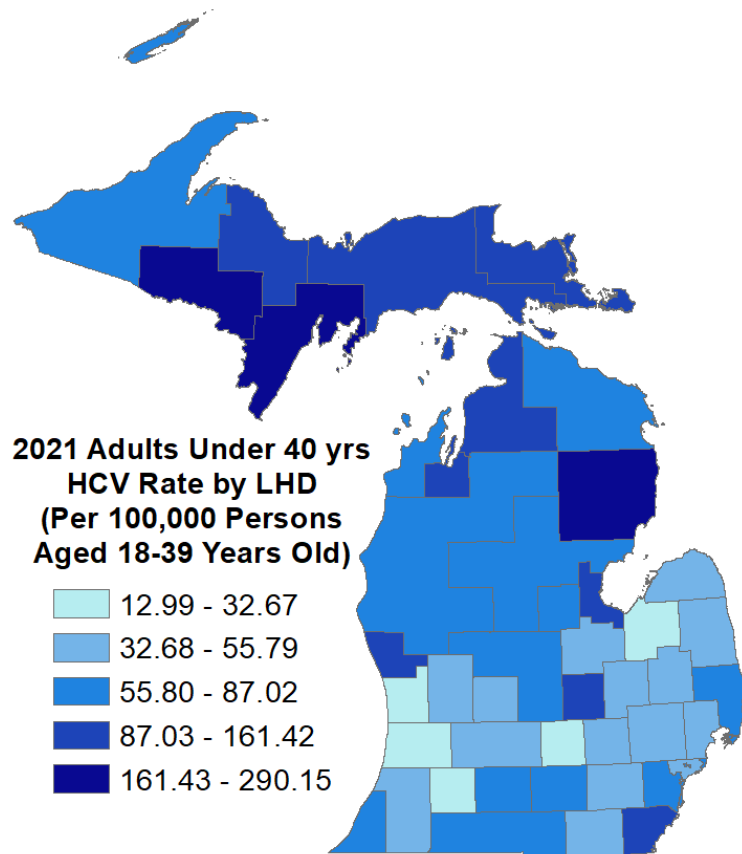 2021 Adults Under 40 yrs
HCV Rate by LHD
(Per 100,000 Persons
Aged 18-39 Years Old)
12.99 - 32.67
32.68 - 55.79
55.80 - 87.02
87.03 - 161.42
161.43 - 290.15